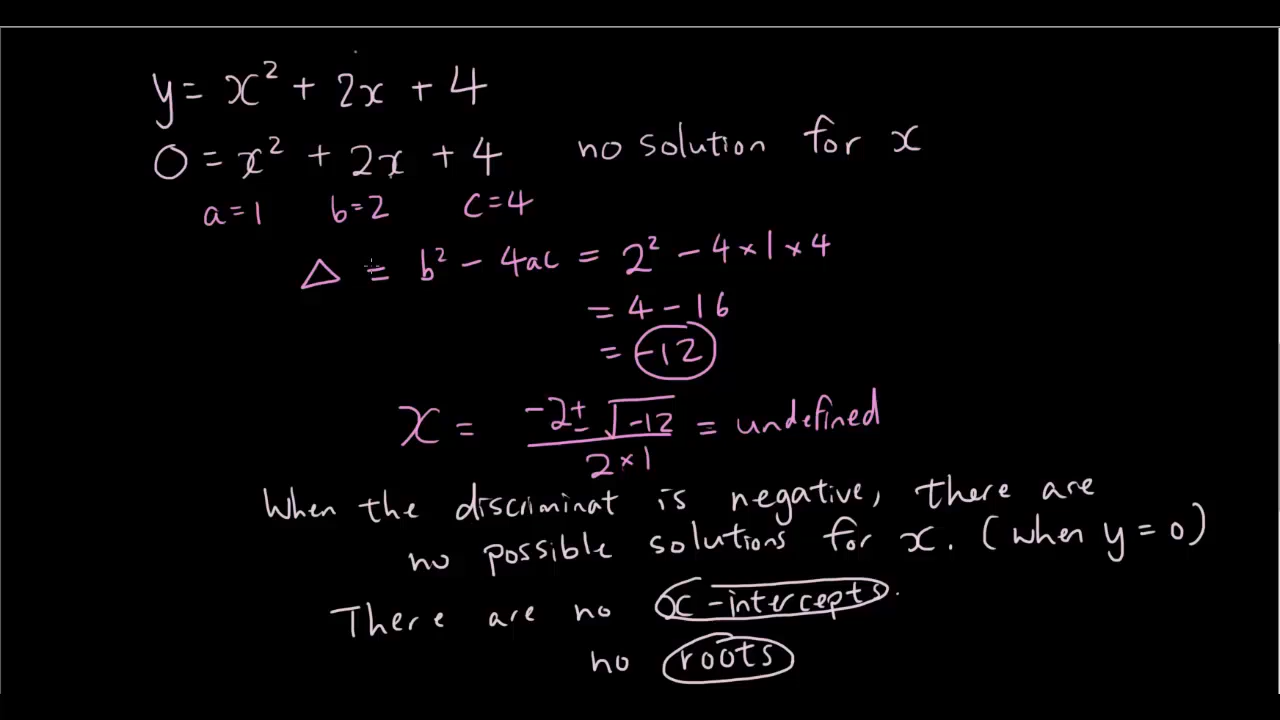 y = x² + 2x + 4
0 = x² + 2x + 4 no solution for x
a = 1 b = 2 c = 4
△ = b² - 4ac = 2² - 4 × 1 × 4
= 4 - 16
= -12
x = (-2 ± √-12) / (2 × 1) = undefined
When the discriminat is negative, there are
no possible solutions for x. (when y = 0)
There are no x-intercepts.
no roots